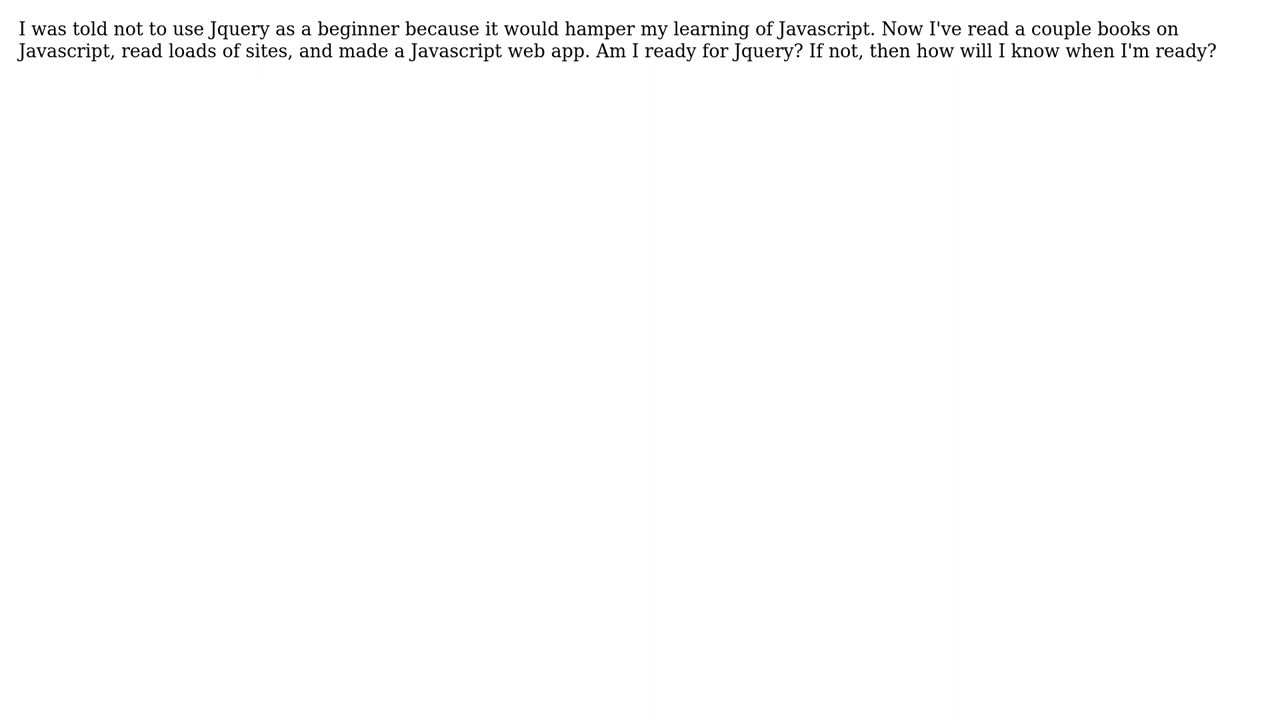 I was told not to use Jquery as a beginner because it would hamper my learning of Javascript. Now I've read a couple books on
Javascript, read loads of sites, and made a Javascript web app. Am I ready for Jquery? If not, then how will I know when I'm ready?